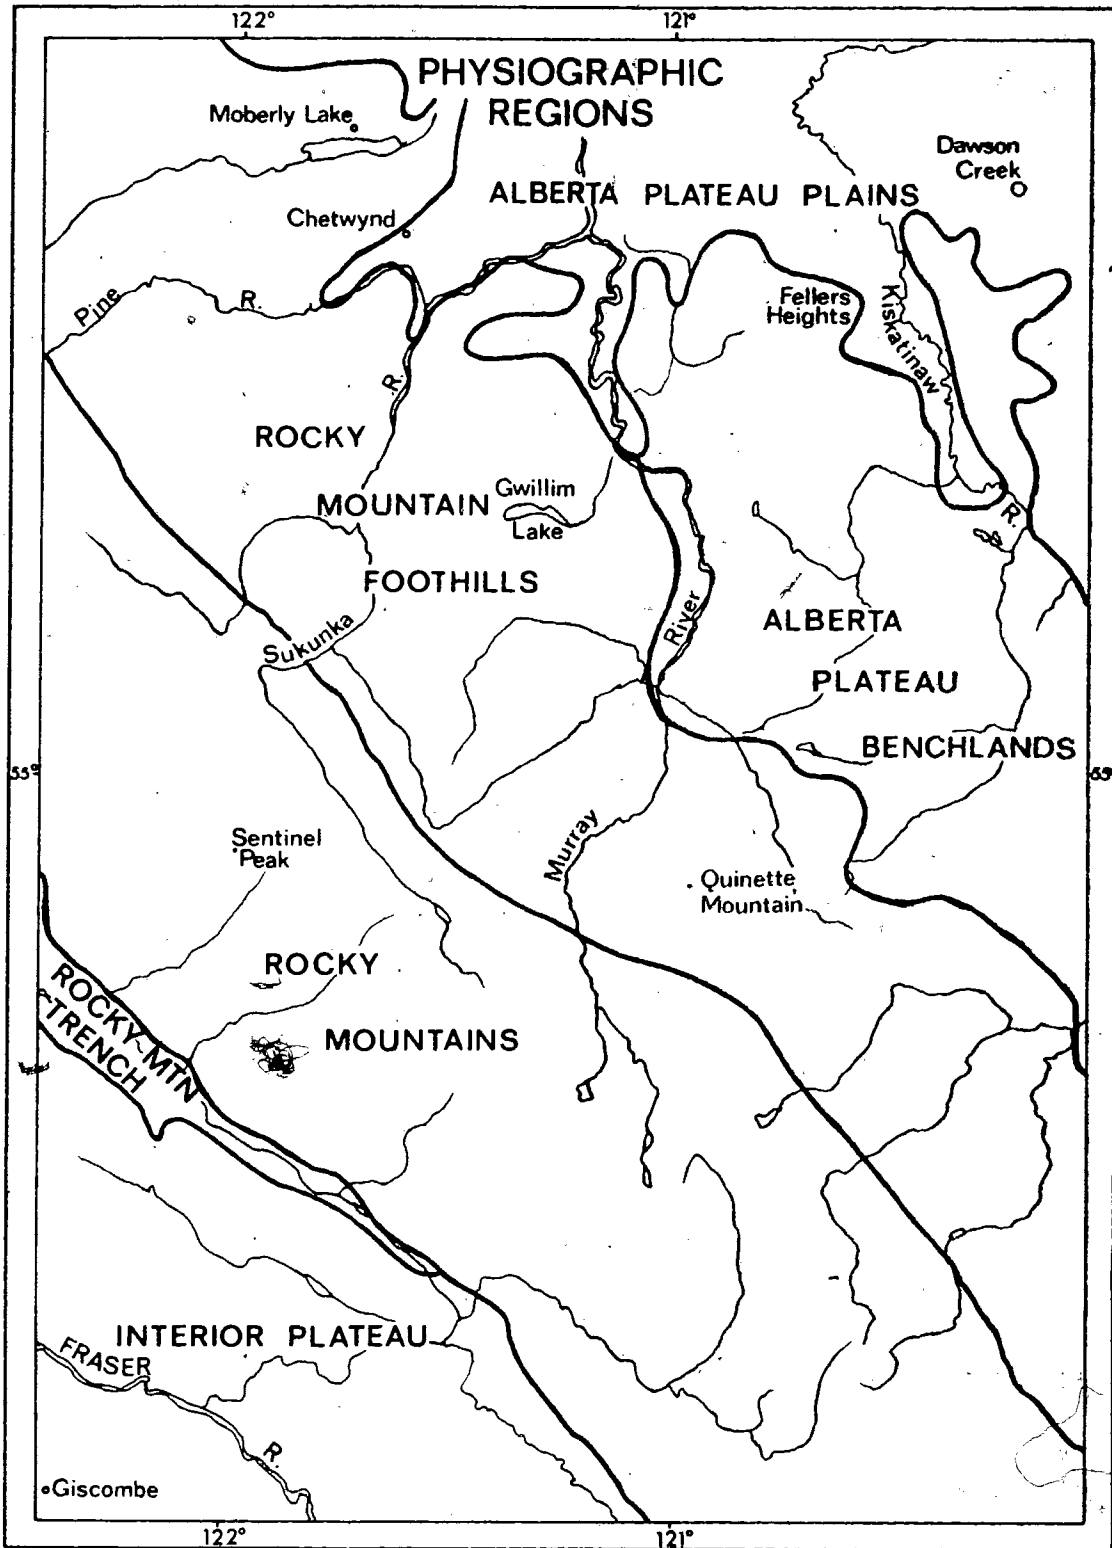 122°
121°
PHYSIOGRAPHIC
REGIONS
Moberly Lake
Dawson
Creek
ALBERTA PLATEAU PLAINS
Chetwynd
Pine
R.
Fellers
Heights
Kiskatinaw
R.
R.
ROCKY
MOUNTAIN
FOOTHILLS
Gwillim
Lake
Sukunka
River
ALBERTA
PLATEAU
BENCHLANDS
55°
55°
Sentinel
Peak
Murray
Quinette
Mountain
ROCKY
MOUNTAINS
ROCKY MTN
TRENCH
INTERIOR PLATEAU
FRASER
R.
Giscombe
122°
121°